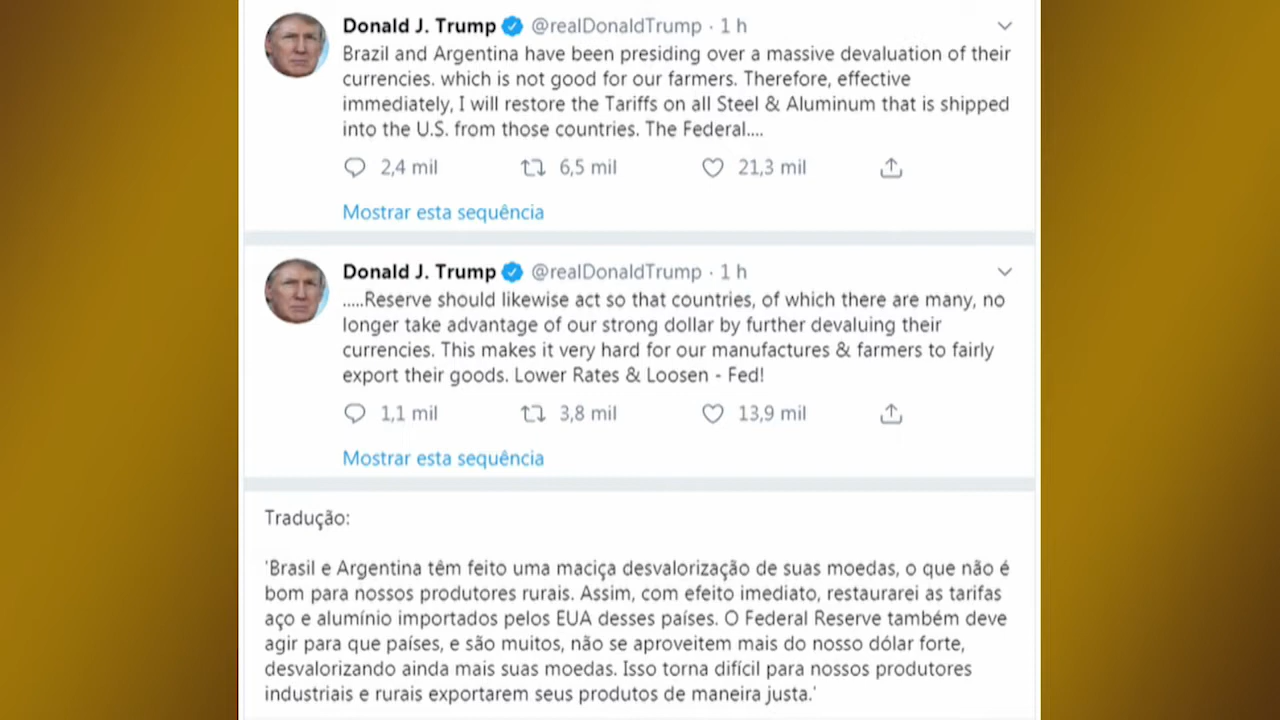 Donald J. Trump @realDonaldTrump · 1 h
Brazil and Argentina have been presiding over a massive devaluation of their
currencies. which is not good for our farmers. Therefore, effective
immediately, I will restore the Tariffs on all Steel & Aluminum that is shipped
into the U.S. from those countries. The Federal....
2,4 mil 6,5 mil 21,3 mil
Mostrar esta sequência
Donald J. Trump @realDonaldTrump · 1 h
.....Reserve should likewise act so that countries, of which there are many, no
longer take advantage of our strong dollar by further devaluing their
currencies. This makes it very hard for our manufactures & farmers to fairly
export their goods. Lower Rates & Loosen - Fed!
1,1 mil 3,8 mil 13,9 mil
Mostrar esta sequência
Tradução:
'Brasil e Argentina têm feito uma maciça desvalorização de suas moedas, o que não é
bom para nossos produtores rurais. Assim, com efeito imediato, restaurarei as tarifas
aço e alumínio importados pelos EUA desses países. O Federal Reserve também deve
agir para que países, e são muitos, não se aproveitem mais do nosso dólar forte,
desvalorizando ainda mais suas moedas. Isso torna difícil para nossos produtores
industriais e rurais exportarem seus produtos de maneira justa.'